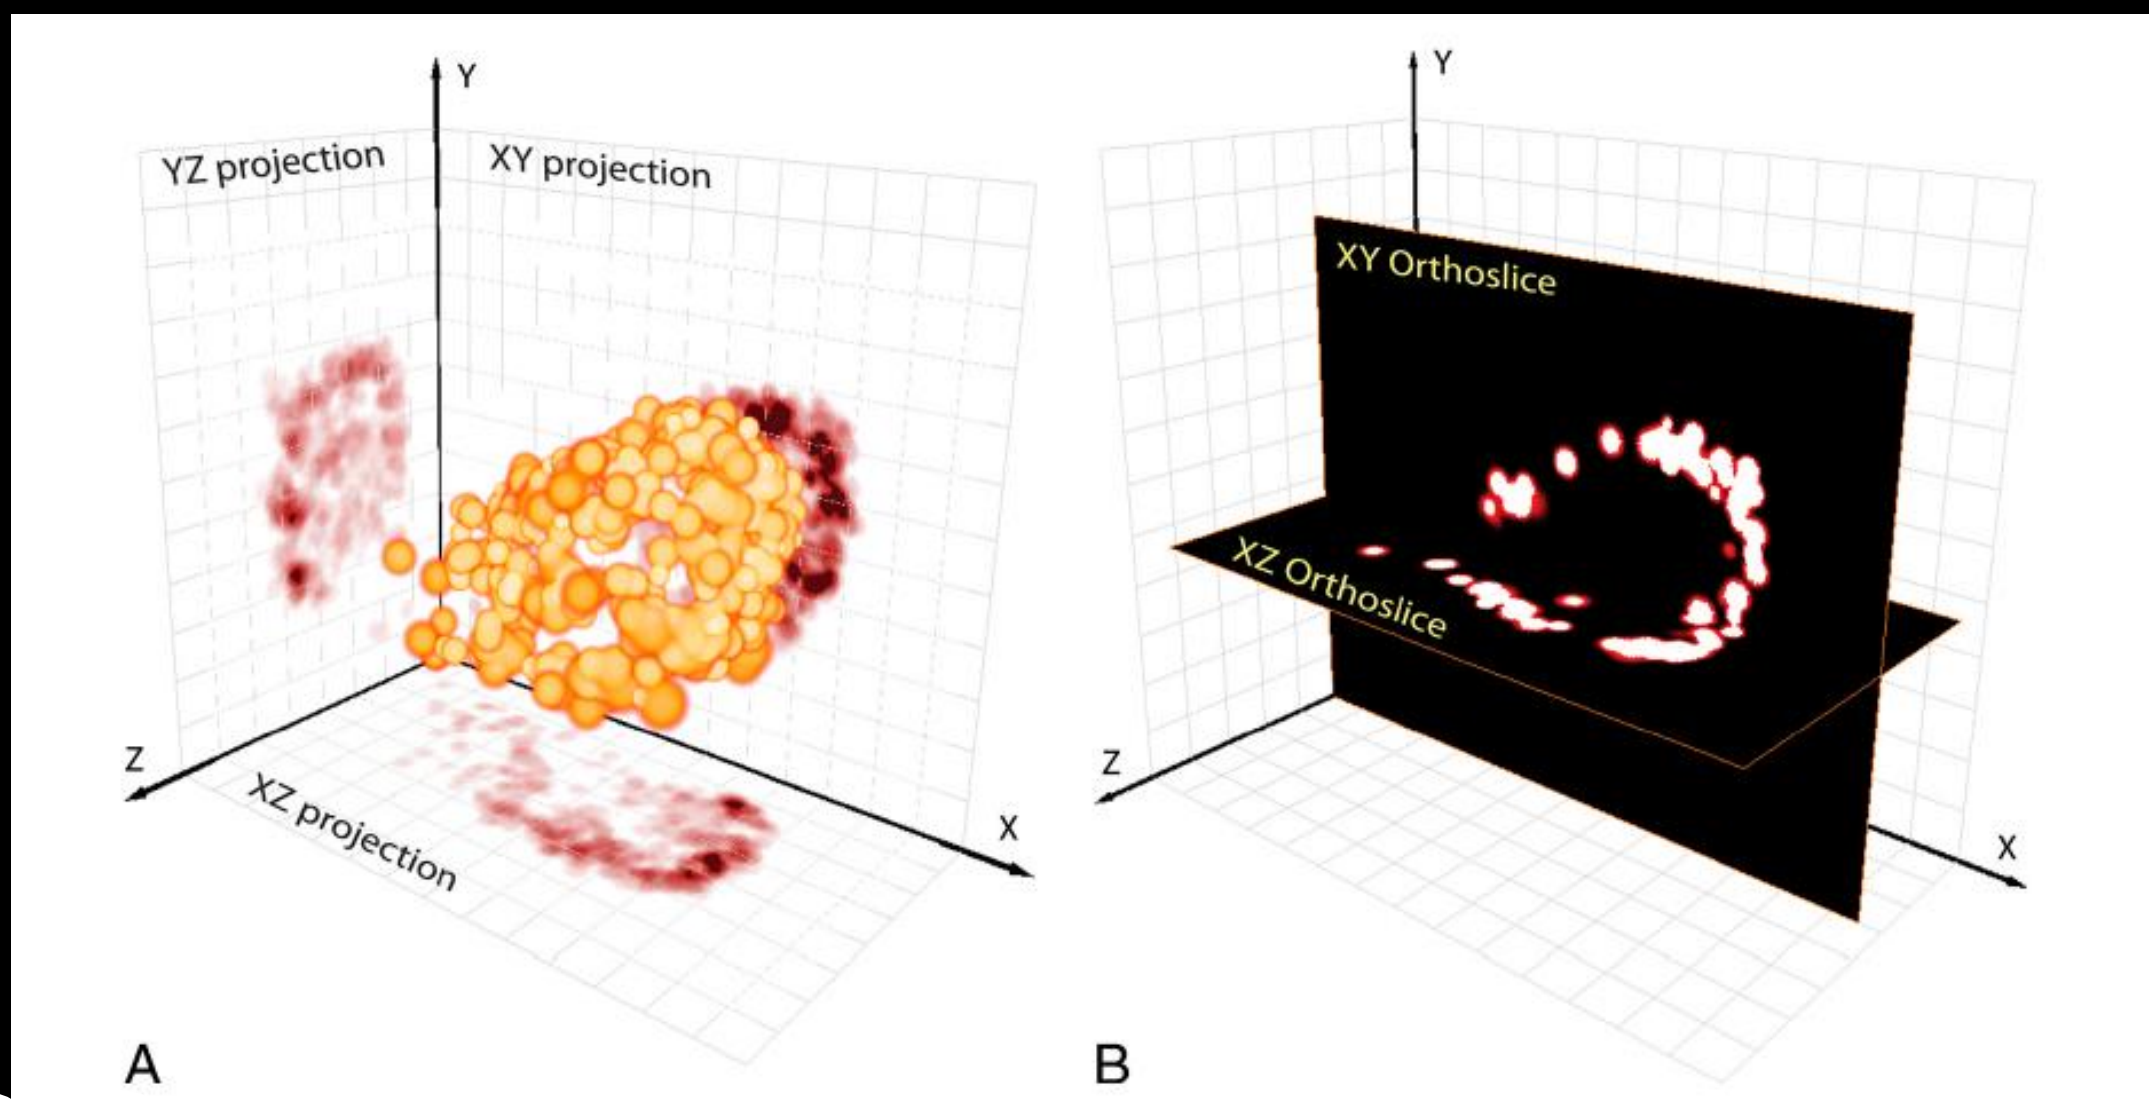 Y
YZ projection
XY projection
Z
XZ projection
X
A
Y
XY Orthoslice
XZ Orthoslice
Z
X
B